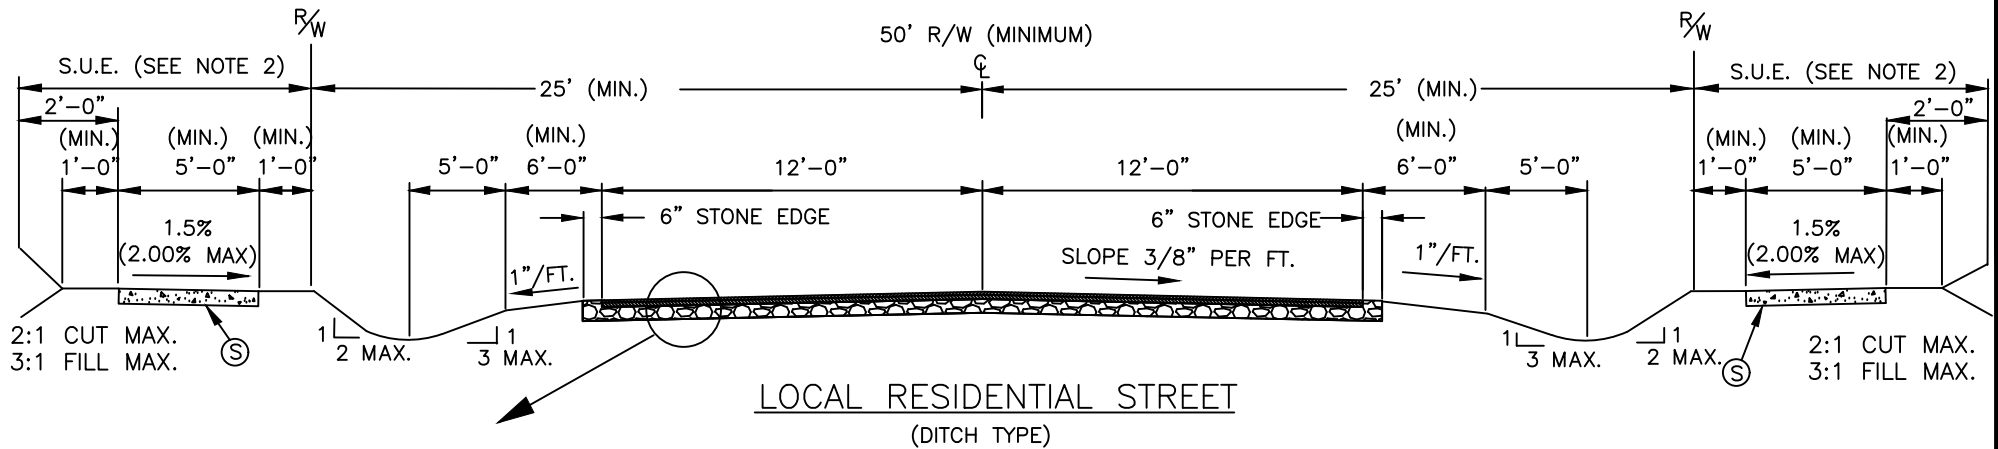 R/W
50' R/W (MINIMUM)
R/W
S.U.E. (SEE NOTE 2)
℄
S.U.E. (SEE NOTE 2)
25' (MIN.)
25' (MIN.)
2'-0"
2'-0"
(MIN.) (MIN.) (MIN.)
(MIN.)
(MIN.)
(MIN.) (MIN.) (MIN.)
1'-0" 5'-0" 1'-0"
5'-0" 6'-0"
12'-0"
12'-0"
6'-0" 5'-0"
1'-0" 5'-0" 1'-0"
6" STONE EDGE
6" STONE EDGE
1.5%
(2.00% MAX)
1.5%
(2.00% MAX)
1"/FT.
SLOPE 3/8" PER FT.
1"/FT.
2:1 CUT MAX.
3:1 FILL MAX.
S
1
2 MAX.
1
3 MAX.
1
3 MAX.
1
2 MAX.
S
2:1 CUT MAX.
3:1 FILL MAX.
LOCAL RESIDENTIAL STREET
(DITCH TYPE)